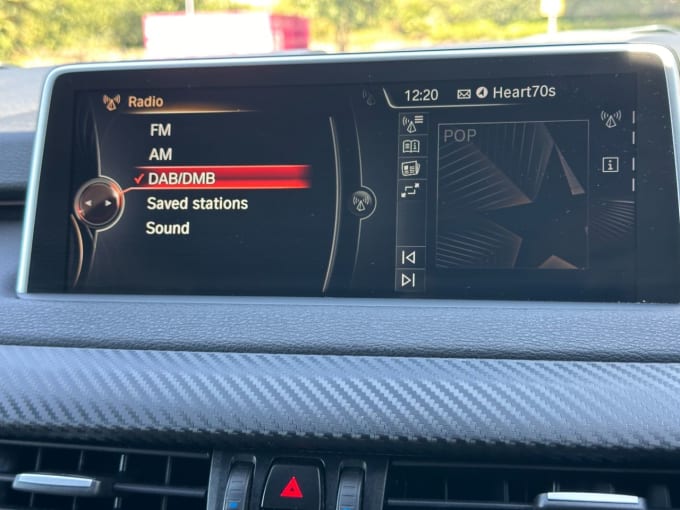 Radio
12:20
Heart70s
FM
AM
DAB/DMB
Saved stations
Sound
POP